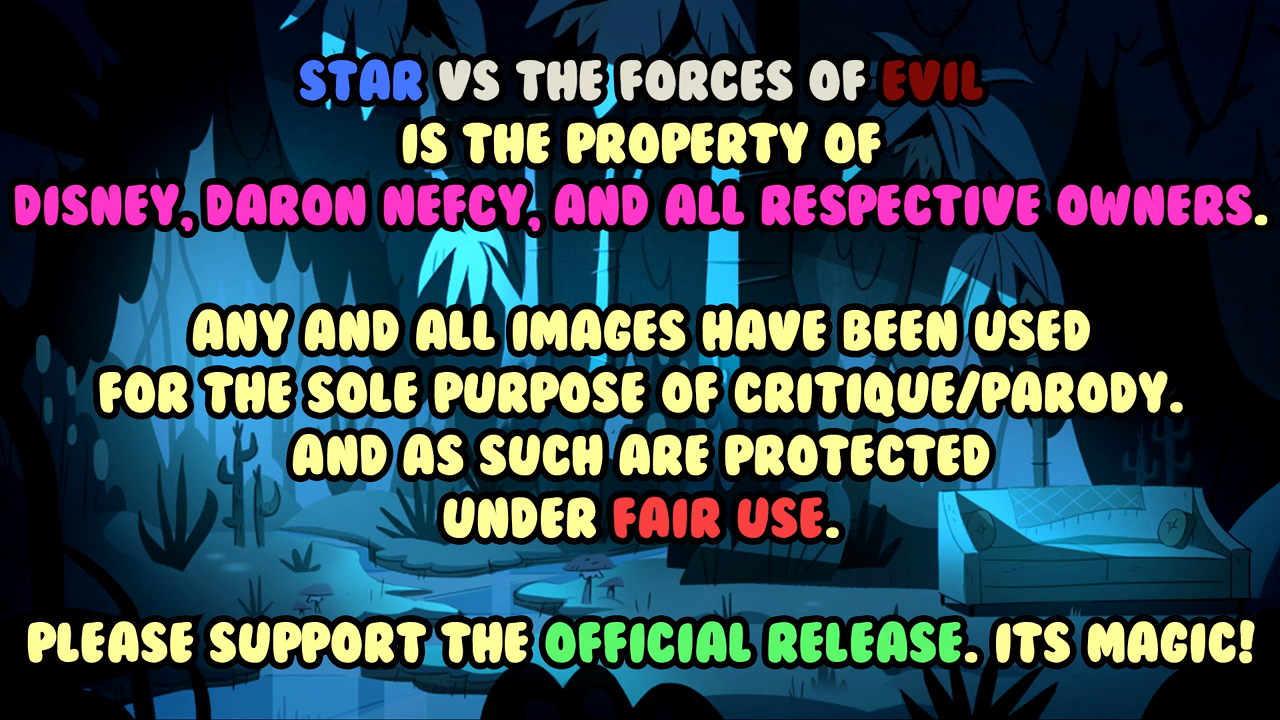 STAR VS THE FORCES OF EVIL
IS THE PROPERTY OF
DISNEY, DARON NEFCY, AND ALL RESPECTIVE OWNERS.
ANY AND ALL IMAGES HAVE BEEN USED
FOR THE SOLE PURPOSE OF CRITIQUE/PARODY.
AND AS SUCH ARE PROTECTED
UNDER FAIR USE.
PLEASE SUPPORT THE OFFICIAL RELEASE. ITS MAGIC!